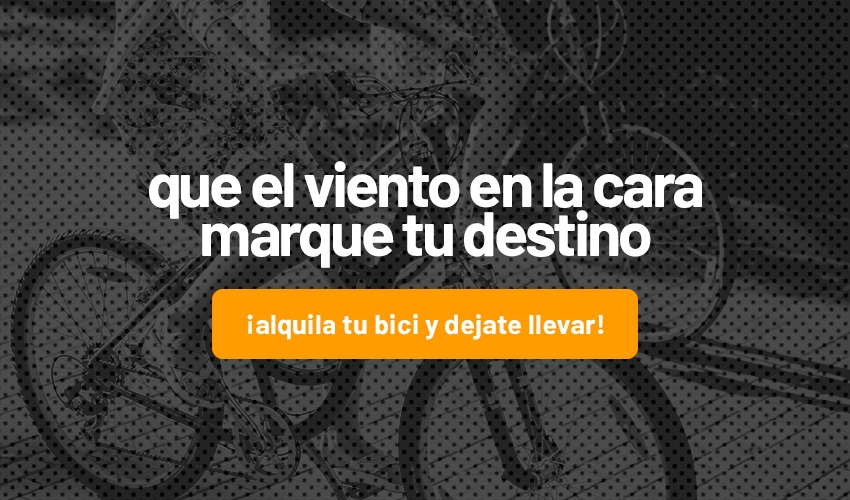 que el viento en la cara
marque tu destino
¡alquila tu bici y dejate llevar!